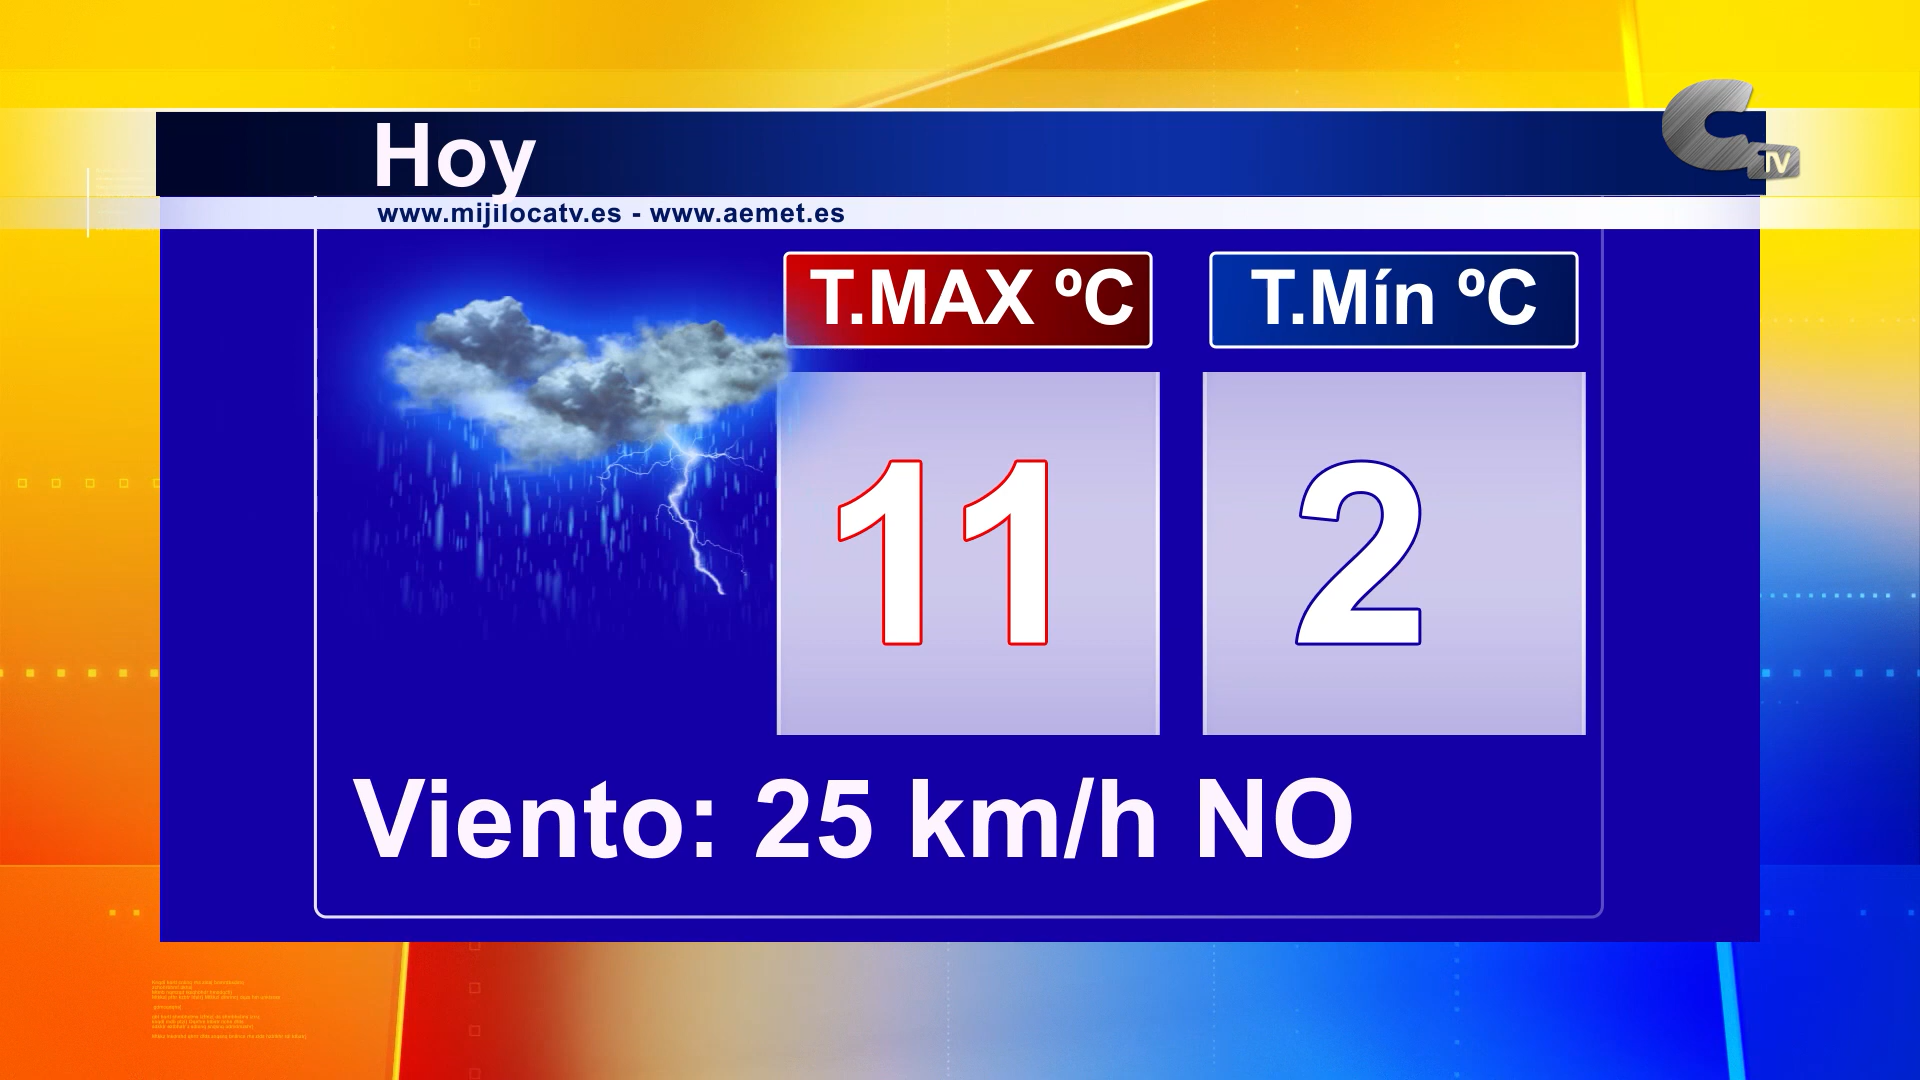 Hoy
www.mijilocatv.es - www.aemet.es
TV
T.MAX ºC
T.Mín ºC
11
2
Viento: 25 km/h NO